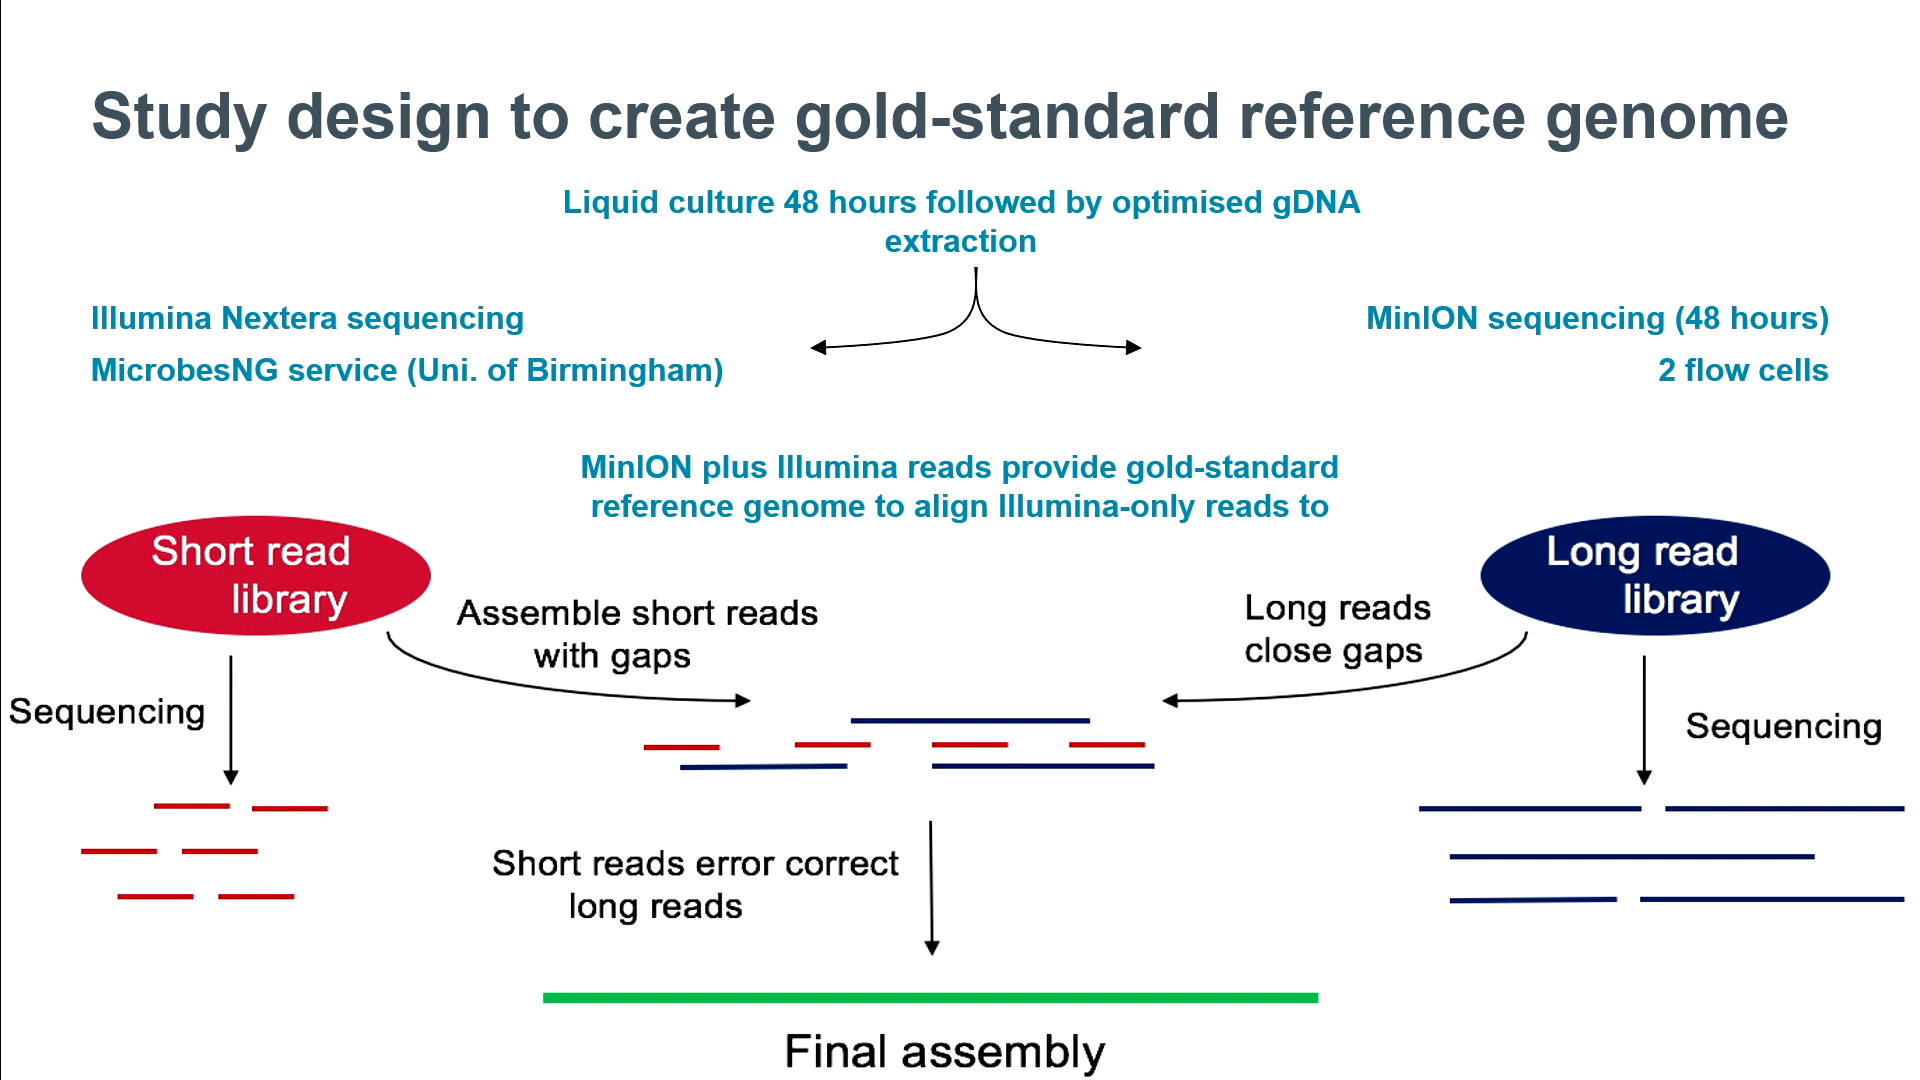 Study design to create gold-standard reference genome
Liquid culture 48 hours followed by optimised gDNA
extraction
Illumina Nextera sequencing
MicrobesNG service (Uni. of Birmingham)
MinION sequencing (48 hours)
2 flow cells
MinION plus Illumina reads provide gold-standard
reference genome to align Illumina-only reads to
Short read
library
Long read
library
Assemble short reads
with gaps
Long reads
close gaps
Sequencing
Sequencing
Short reads error correct
long reads
Final assembly